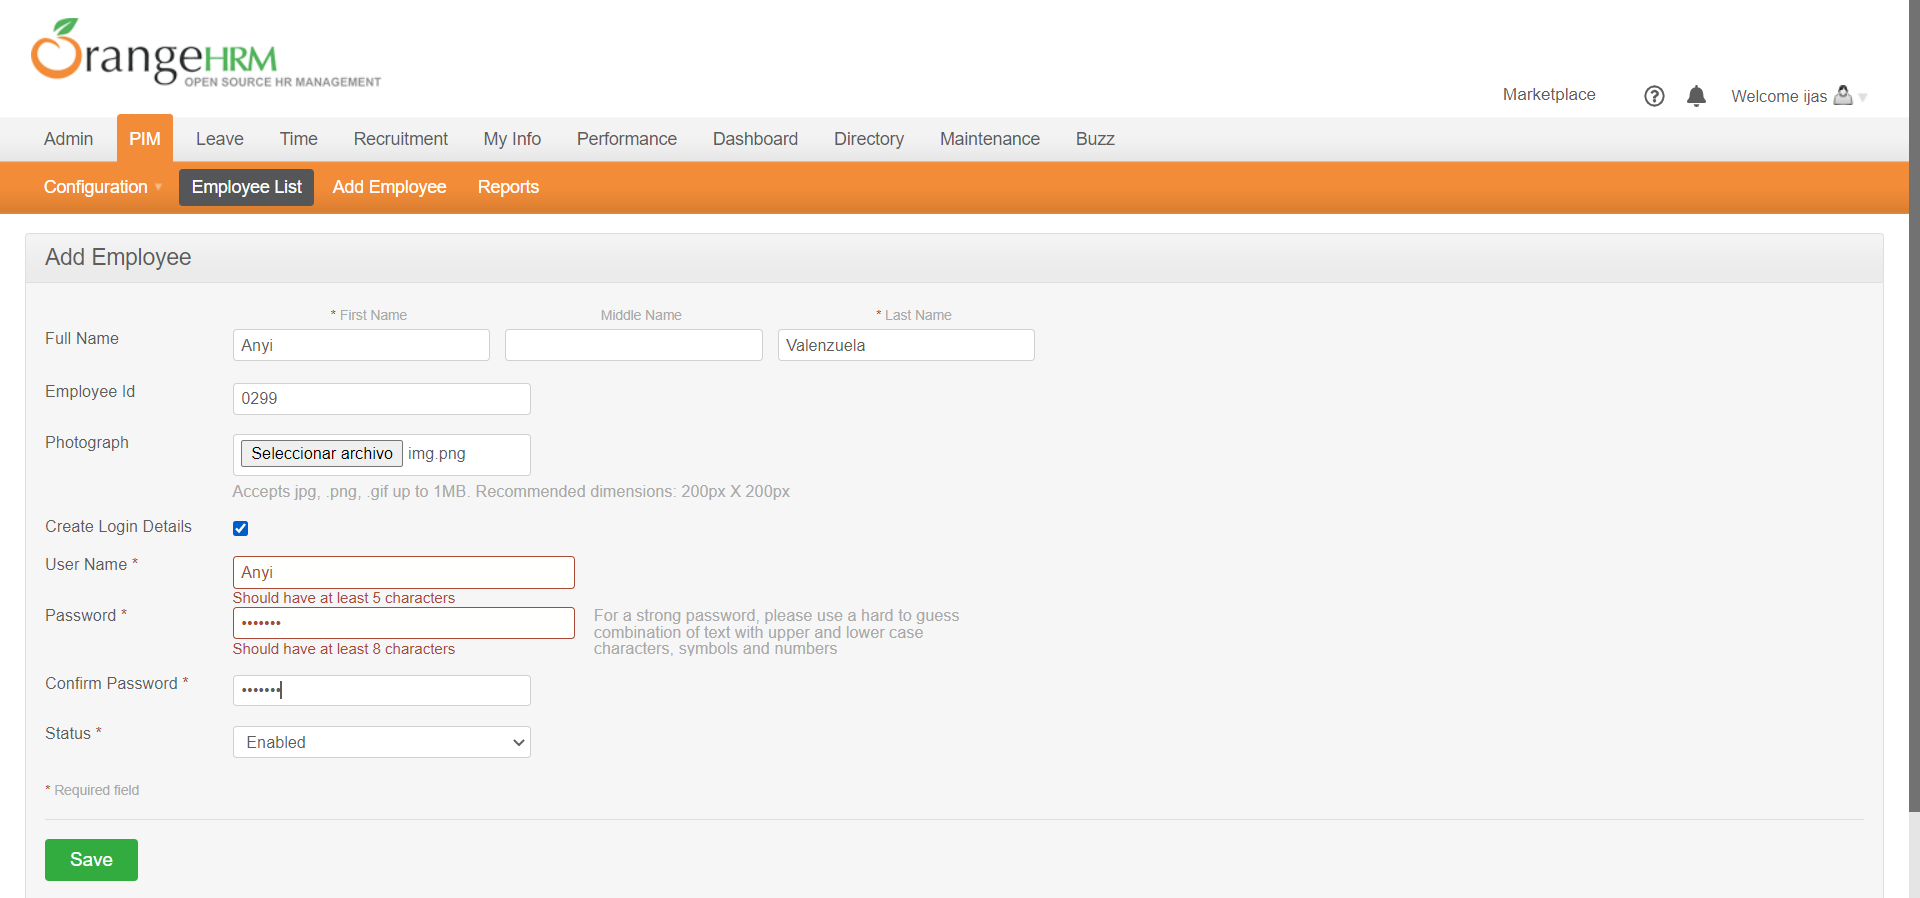 OrangeHRM
OPEN SOURCE HR MANAGEMENT
Marketplace
Welcome ijas
Admin PIM Leave Time Recruitment My Info Performance Dashboard Directory Maintenance Buzz
Configuration Employee List Add Employee Reports
Add Employee
* First Name Middle Name * Last Name
Full Name Anyi Valenzuela
Employee Id 0299
Photograph Seleccionar archivo img.png
Accepts jpg, .png, .gif up to 1MB. Recommended dimensions: 200px X 200px
Create Login Details
User Name * Anyi
Should have at least 5 characters
Password * ••••••• For a strong password, please use a hard to guess
combination of text with upper and lower case
Should have at least 8 characters characters, symbols and numbers
Confirm Password * •••••••
Status * Enabled
* Required field
Save